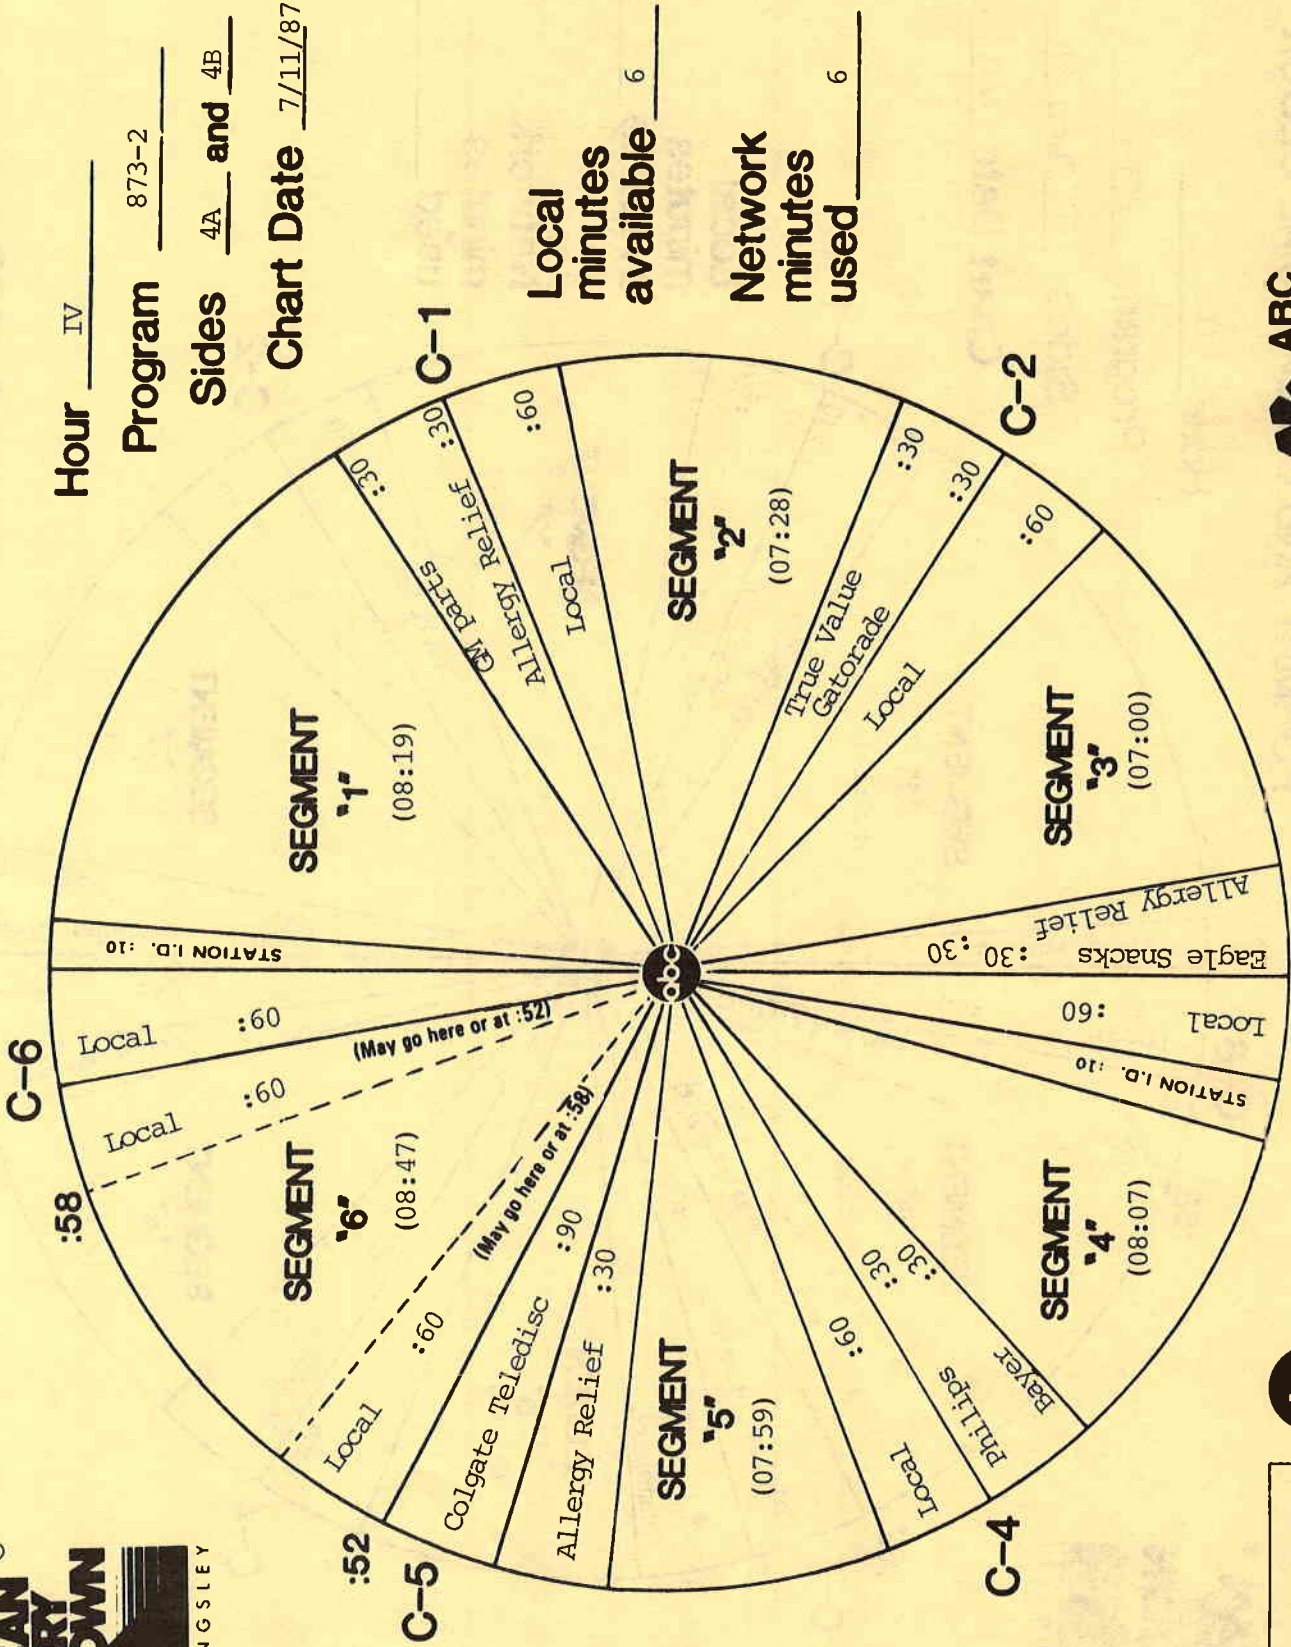 Hour IV
Program 873-2
Sides 4A and 4B
Chart Date 7/11/87
Local
minutes
available 6
Network
minutes
used 6
C-1
C-2
C-4
:52
C-5
:58
C-6
STATION I.D. :10
SEGMENT
"1"
(08:19)
GM parts :30
Allergy Relief :30
Local :60
SEGMENT
"2"
(07:28)
True Value :30
Gatorade :30
Local :60
SEGMENT
"3"
(07:00)
Allergy Relief :30
Eagle Snacks :30
Local :60
STATION I.D. :10
SEGMENT
"4"
(08:07)
Bayer :30
Phillips :30
Local :60
SEGMENT
"5"
(07:59)
Allergy Relief :30
Colgate Teledisc :90
Local :60
(May go here or at :58)
SEGMENT
"6"
(08:47)
Local :60
(May go here or at :52)
Local :60
abc
ABC